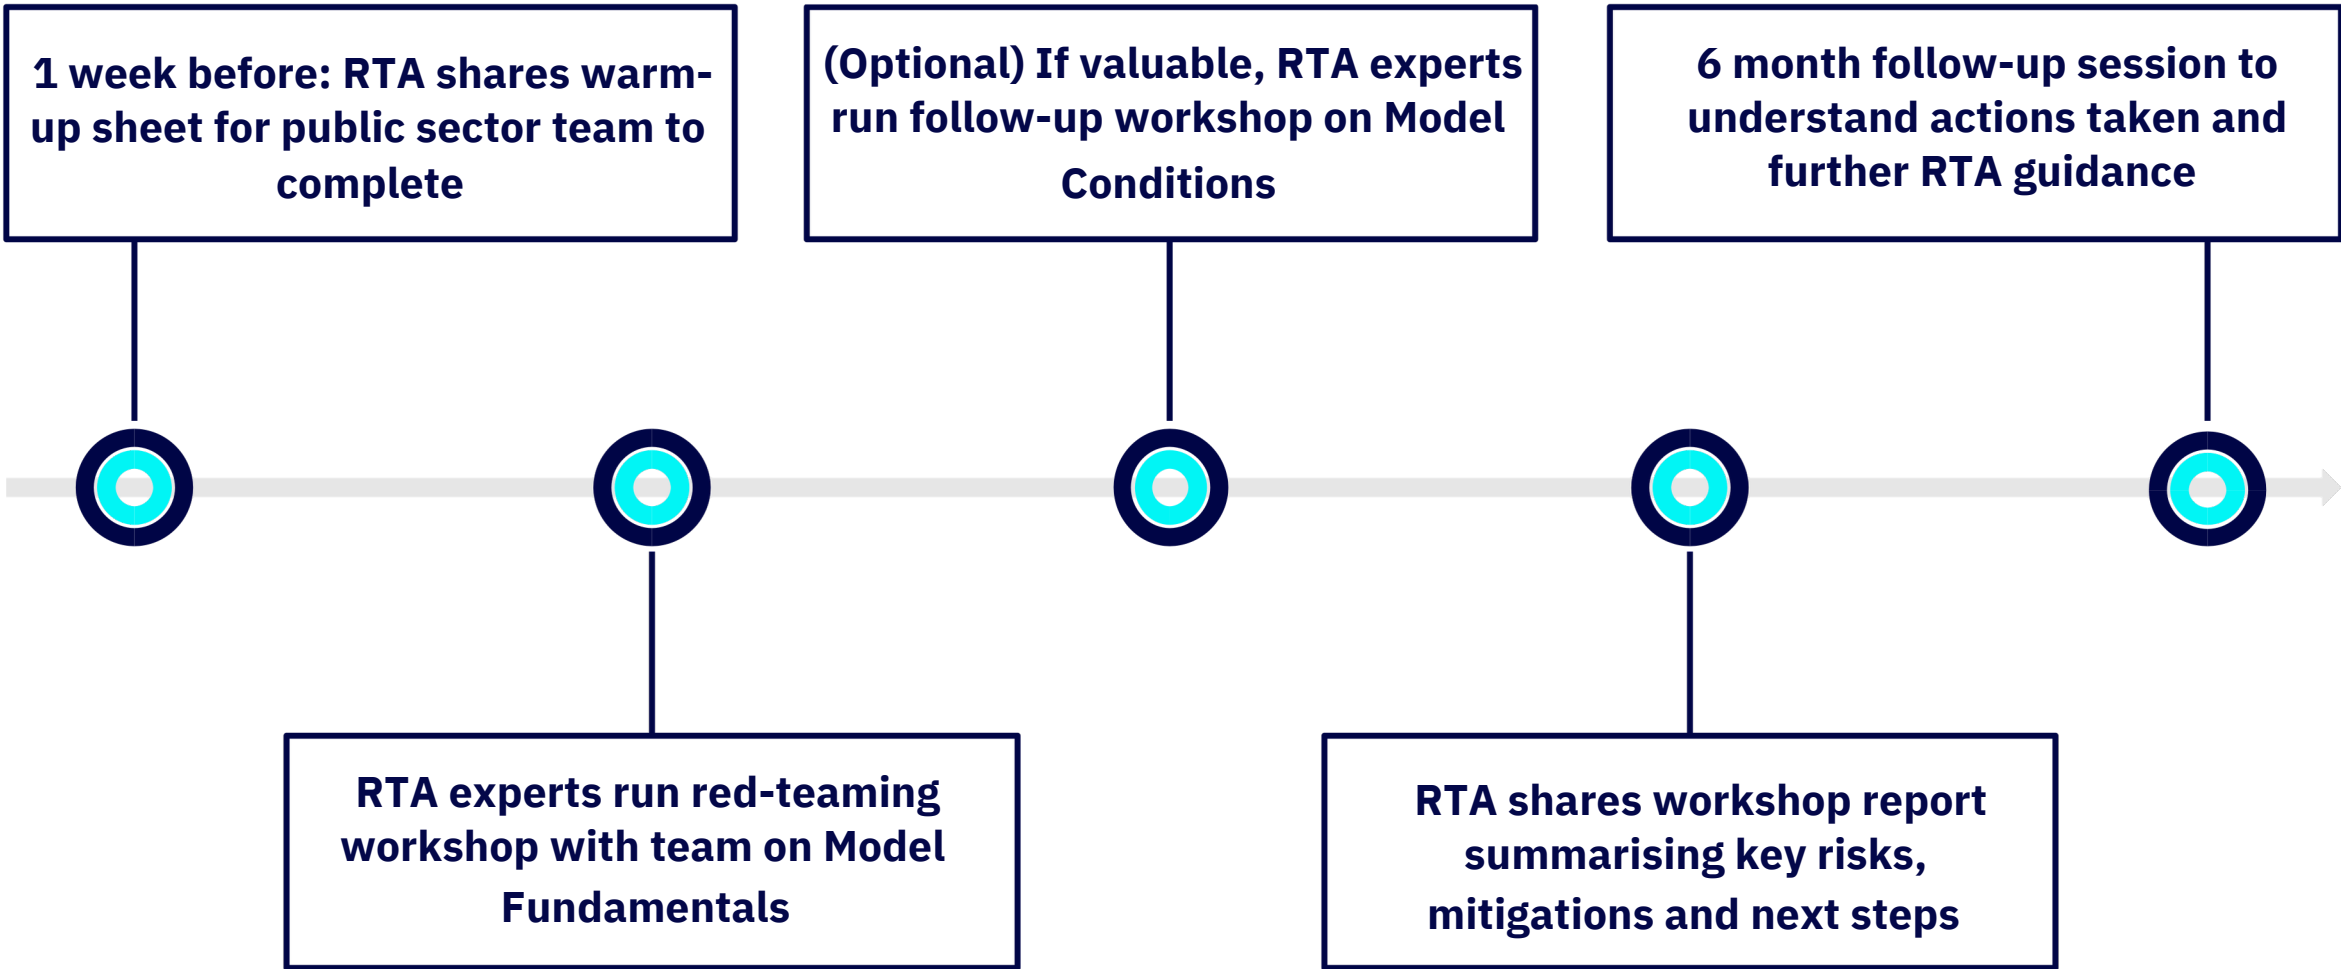 1 week before: RTA shares warm-
up sheet for public sector team to
complete
RTA experts run red-teaming
workshop with team on Model
Fundamentals
(Optional) If valuable, RTA experts
run follow-up workshop on Model
Conditions
RTA shares workshop report
summarising key risks,
mitigations and next steps
6 month follow-up session to
understand actions taken and
further RTA guidance